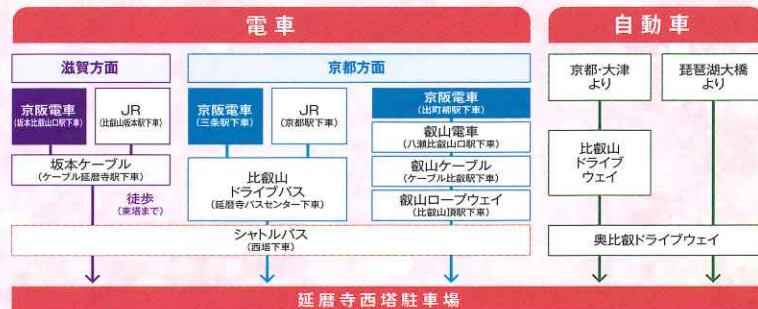 電車
自動車
滋賀方面
京都方面
京都・大津
より
琵琶湖大橋
より
京阪電車
(坂本比叡山口駅下車)
JR
(比叡山坂本駅下車)
京阪電車
(三条駅下車)
JR
(京都駅下車)
京阪電車
(出町柳駅下車)
叡山電車
(八瀬比叡山口駅下車)
坂本ケーブル
(ケーブル延暦寺駅下車)
比叡山
ドライブバス
(延暦寺バスセンター下車)
叡山ケーブル
(ケーブル比叡駅下車)
比叡山
ドライブ
ウェイ
徒歩
(東塔まで)
叡山ロープウェイ
(比叡山頂駅下車)
シャトルバス
(西塔下車)
奥比叡ドライブウェイ
延暦寺西塔駐車場